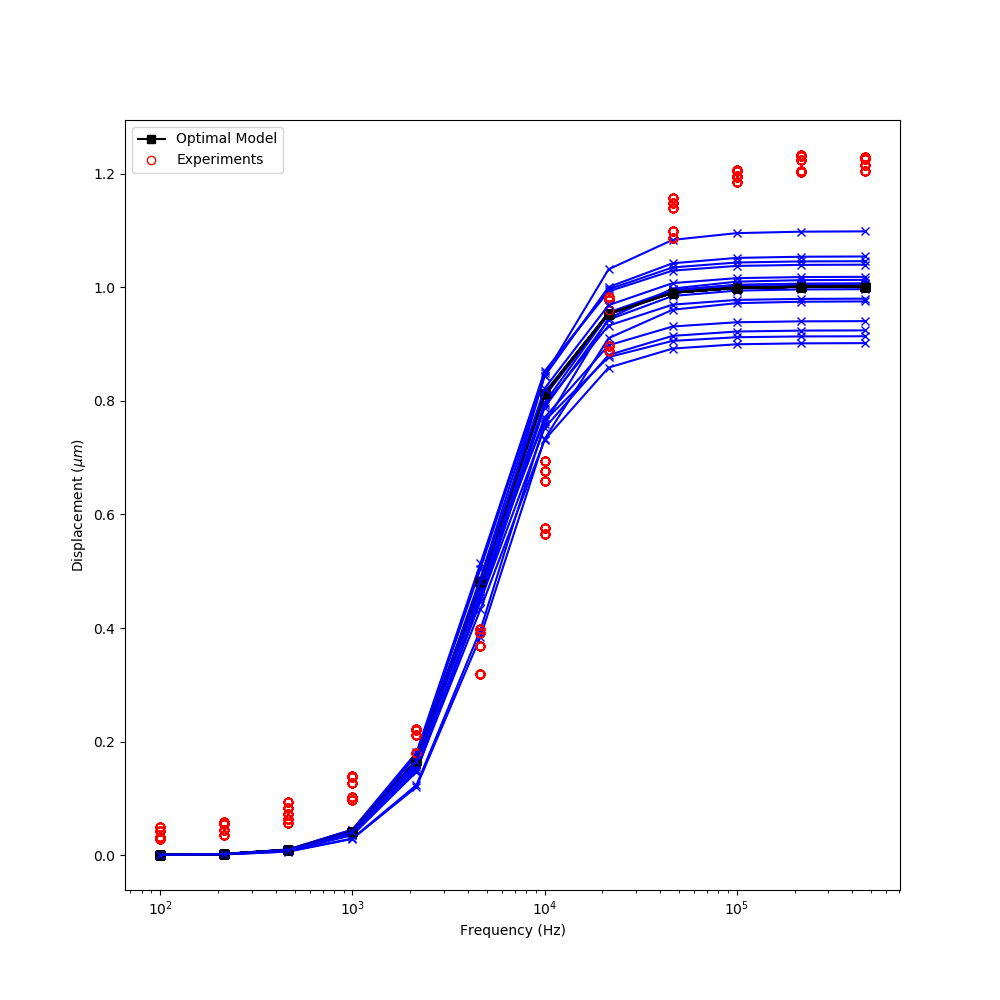 Optimal Model
Experiments
1.2
1.0
0.8
0.6
0.4
0.2
0.0
Displacement (μm)
10²
10³
10⁴
10⁵
Frequency (Hz)